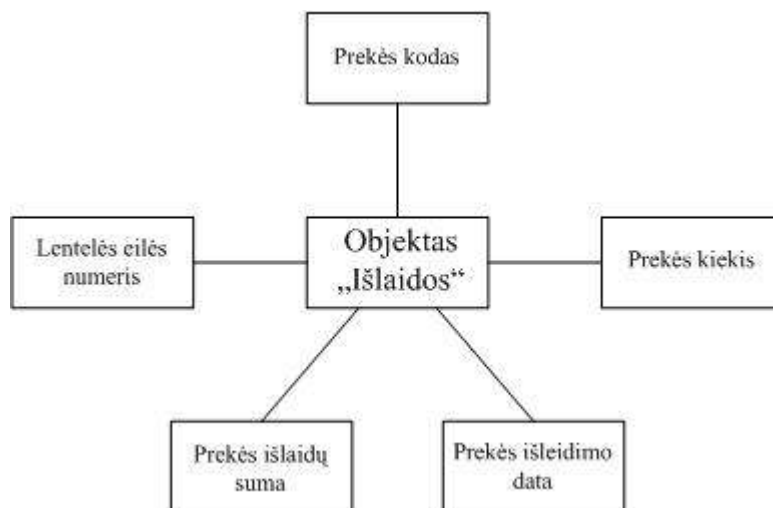 Prekės kodas
Lentelės eilės
numeris
Objektas
„Išlaidos“
Prekės kiekis
Prekės išlaidų
suma
Prekės išleidimo
data